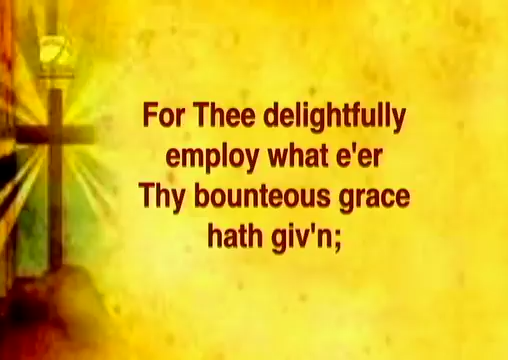 For Thee delightfully
employ what e'er
Thy bounteous grace
hath giv'n;